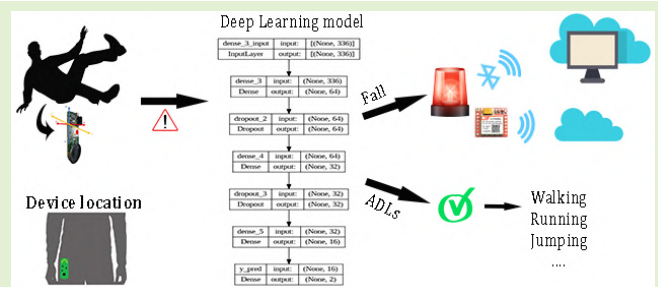 Deep Learning model
dense_3_input input: [(None, 336)]
InputLayer output: [(None, 336)]
dense_3 input: (None, 336)
Dense output: (None, 64)
dropout_2 input: (None, 64)
Dropout output: (None, 64)
dense_4 input: (None, 64)
Dense output: (None, 32)
dropout_3 input: (None, 32)
Dropout output: (None, 32)
dense_5 input: (None, 32)
Dense output: (None, 16)
y_pred input: (None, 16)
Dense output: (None, 2)
Fall
ADLs
Walking
Running
Jumping
....
Device location